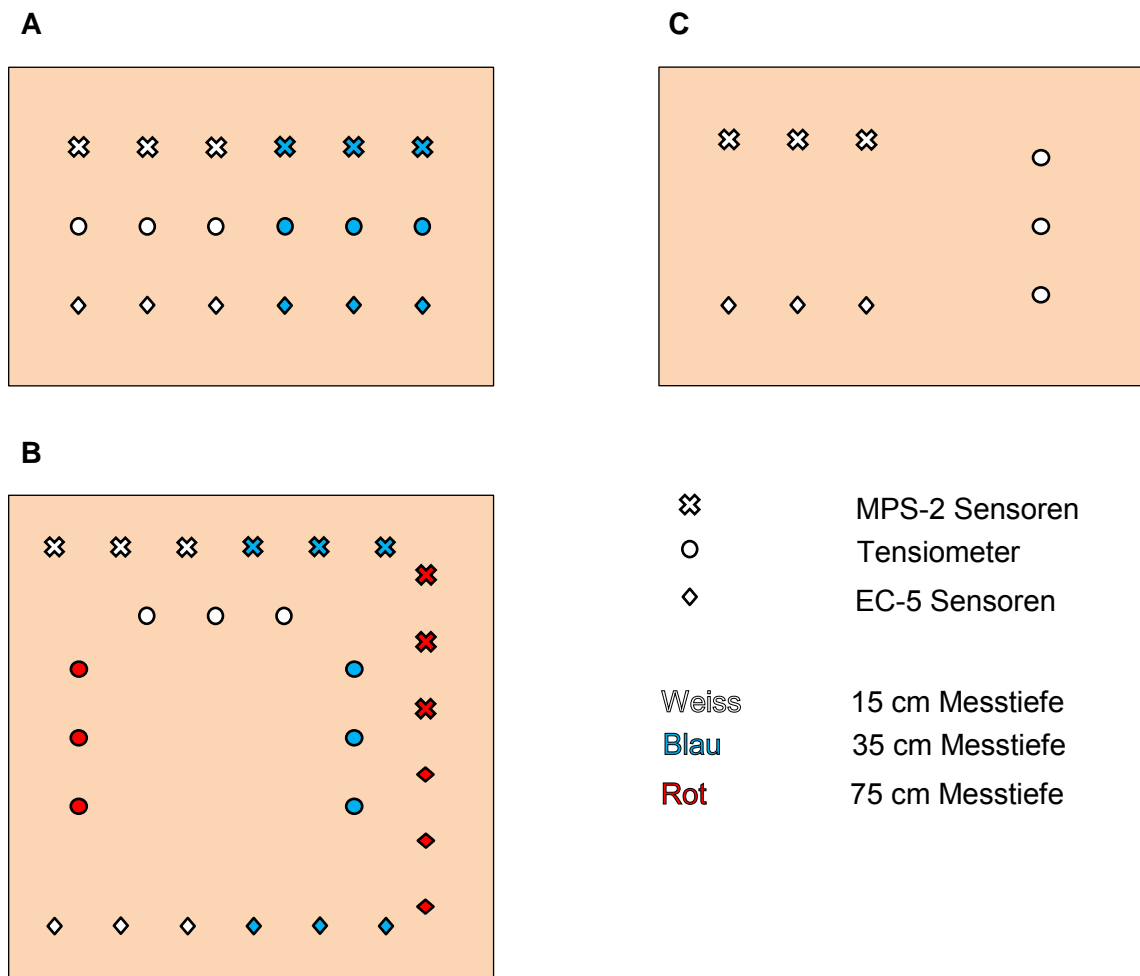 A
C
B
MPS-2 Sensoren
Tensiometer
EC-5 Sensoren
Weiss 15 cm Messtiefe
Blau 35 cm Messtiefe
Rot 75 cm Messtiefe